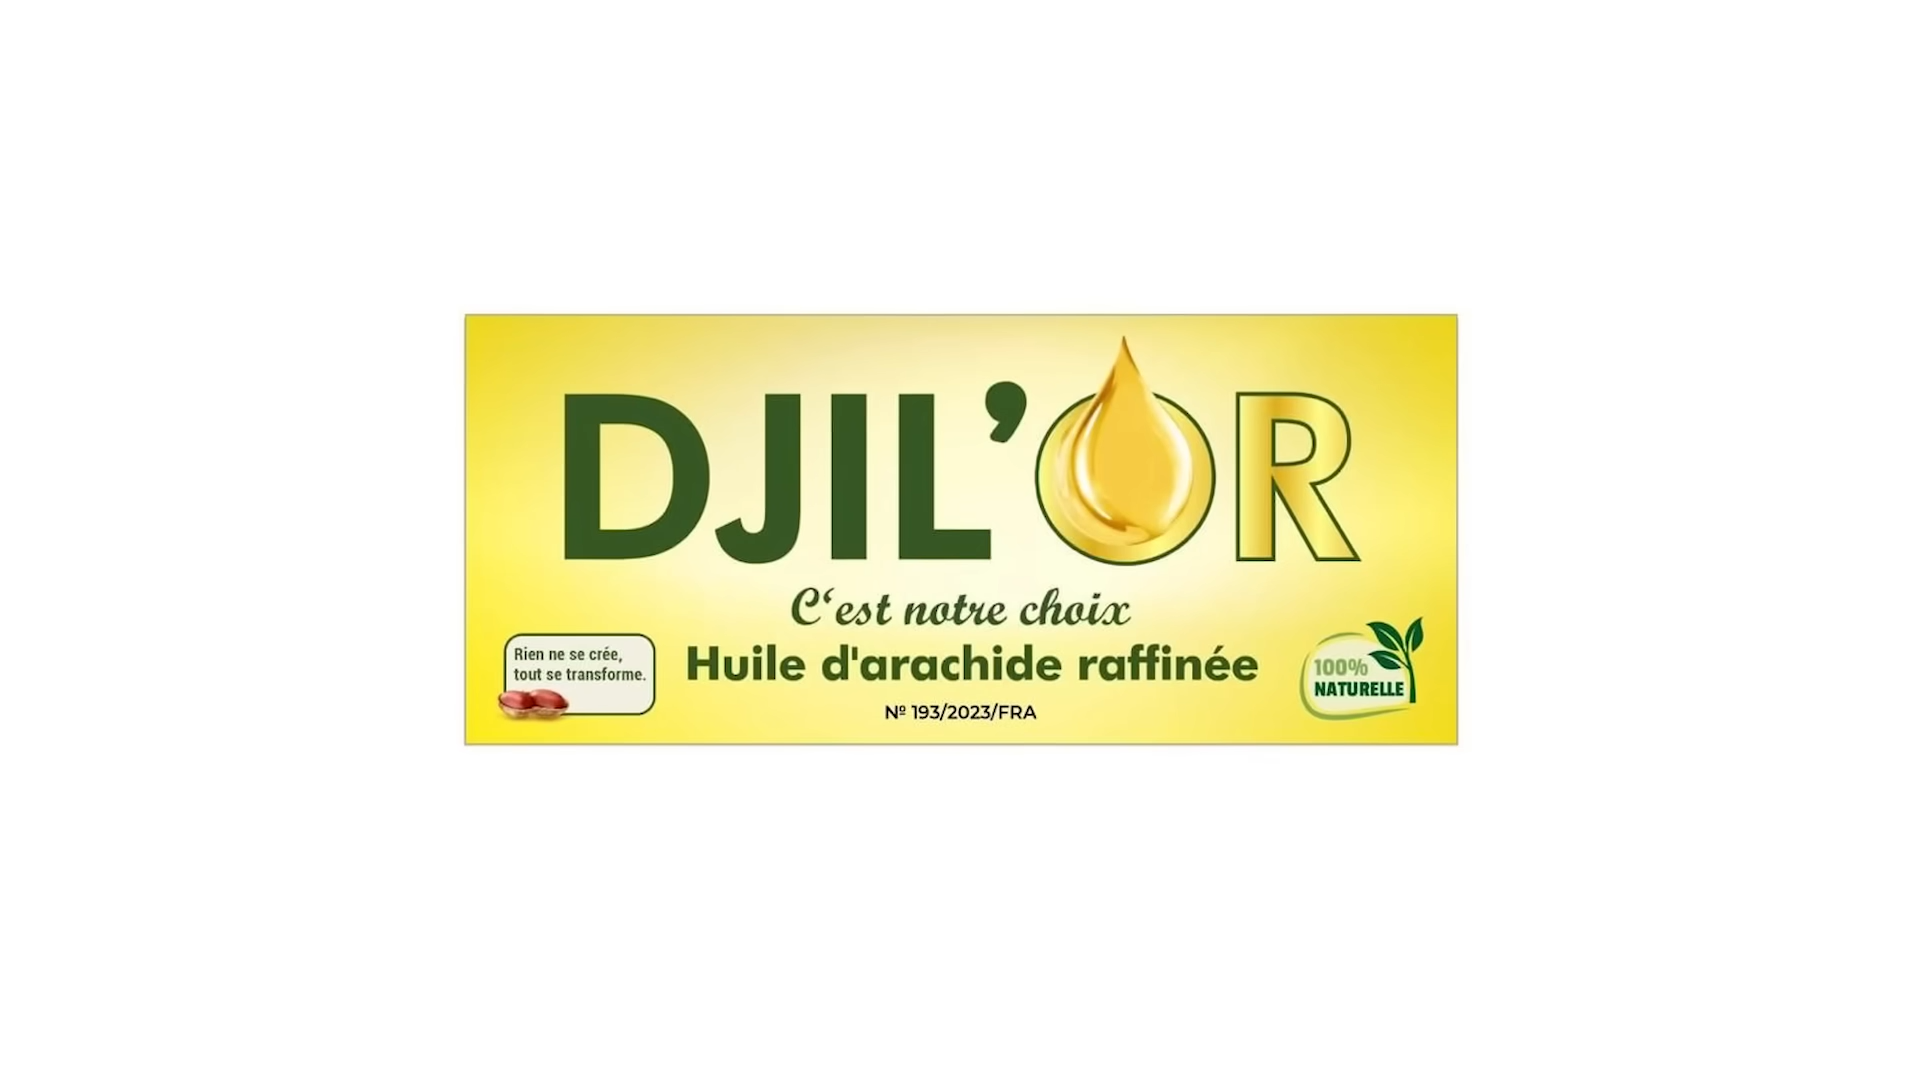 DJIL’OR
C‘est notre choix
Huile d'arachide raffinée
Rien ne se crée,
tout se transforme.
Nº 193/2023/FRA
100%
NATURELLE